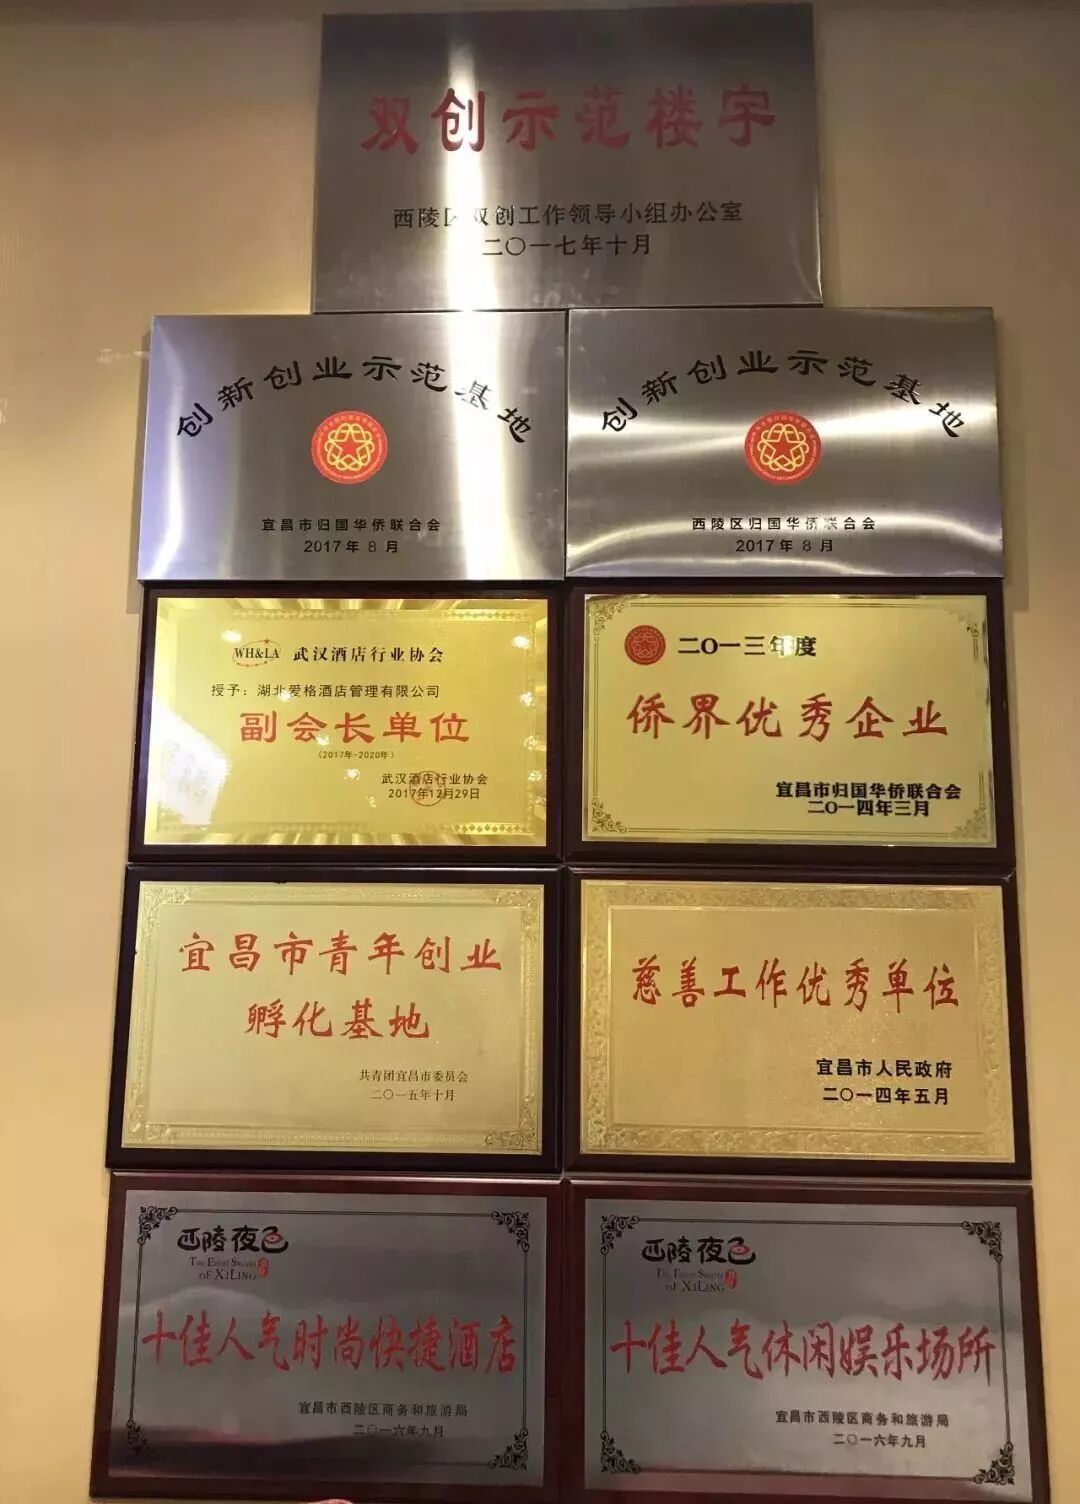 双创示范楼宇
西陵区双创工作领导小组办公室
二〇一七年十月
创新创业示范基地
宜昌市归国华侨联合会
2017年8月
创新创业示范基地
西陵区归国华侨联合会
2017年8月
WH&LA 武汉酒店行业协会
授予：湖北爱格酒店管理有限公司
副会长单位
(2017年-2020年)
武汉酒店行业协会
2017年12月29日
二〇一三年度
侨界优秀企业
宜昌市归国华侨联合会
二〇一四年三月
宜昌市青年创业
孵化基地
共青团宜昌市委员会
二〇一五年十月
慈善工作优秀单位
宜昌市人民政府
二〇一四年五月
西陵夜色
OF XILING
十佳人气时尚快捷酒店
宜昌市西陵区商务和旅游局
二〇一六年九月
西陵夜色
OF XILING
十佳人气休闲娱乐场所
宜昌市西陵区商务和旅游局
二〇一六年九月